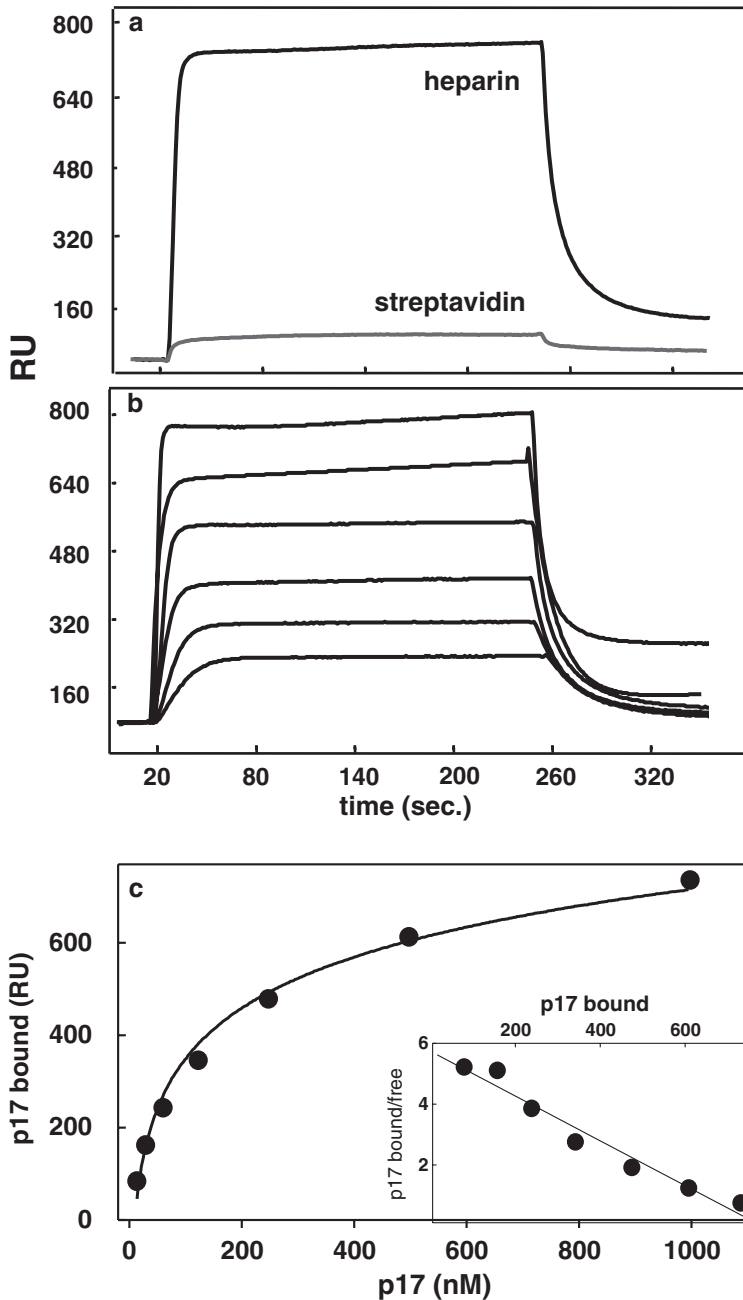 a
800
640
480
320
160
heparin
streptavidin
RU
b
800
640
480
320
160
20 80 140 200 260 320
time (sec.)
c
p17 bound (RU)
600
400
200
0
0 200 400 600 800 1000
p17 (nM)
p17 bound
200 400 600
p17 bound/free
6
4
2